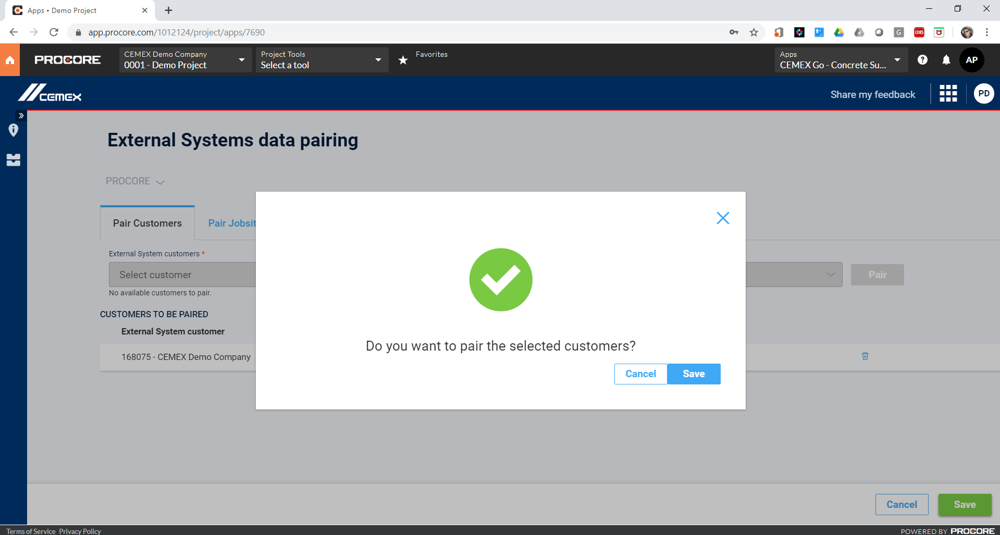 Apps • Demo Project
app.procore.com/1012124/project/apps/7690
PROCORE
CEMEX Demo Company
0001 - Demo Project
Project Tools
Select a tool
Favorites
Apps
CEMEX Go - Concrete Su...
AP
CEMEX
Share my feedback
PD
External Systems data pairing
PROCORE
Pair Customers
Pair Jobsit
External System customers *
Select customer
Pair
No available customers to pair.
CUSTOMERS TO BE PAIRED
External System customer
168075 - CEMEX Demo Company
Do you want to pair the selected customers?
Cancel
Save
Cancel
Save
Terms of Service Privacy Policy
POWERED BY PROCORE
CORS
G